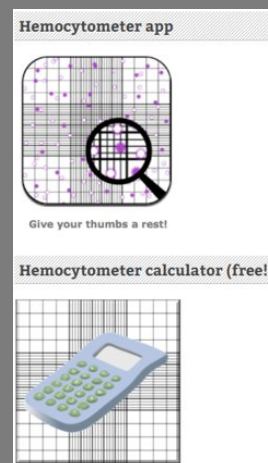 Hemocytometer app
Give your thumbs a rest!
Hemocytometer calculator (free!